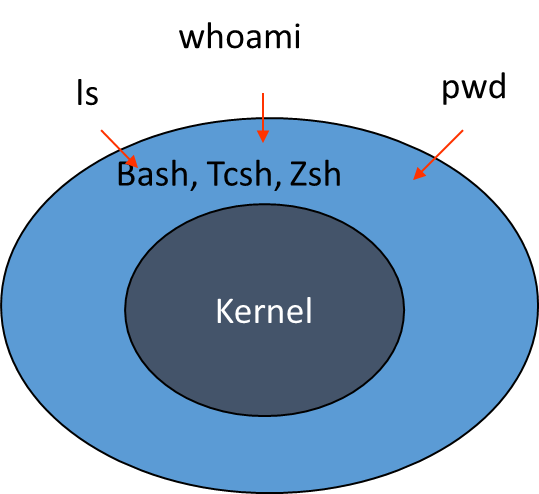 whoami
ls
pwd
Bash, Tcsh, Zsh
Kernel